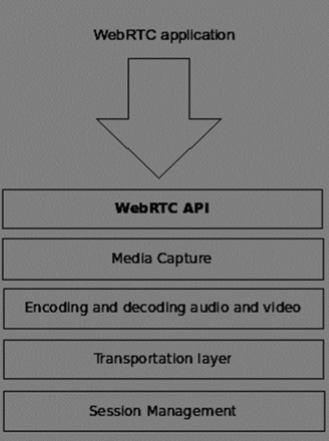 WebRTC application
WebRTC API
Media Capture
Encoding and decoding audio and video
Transportation layer
Session Management